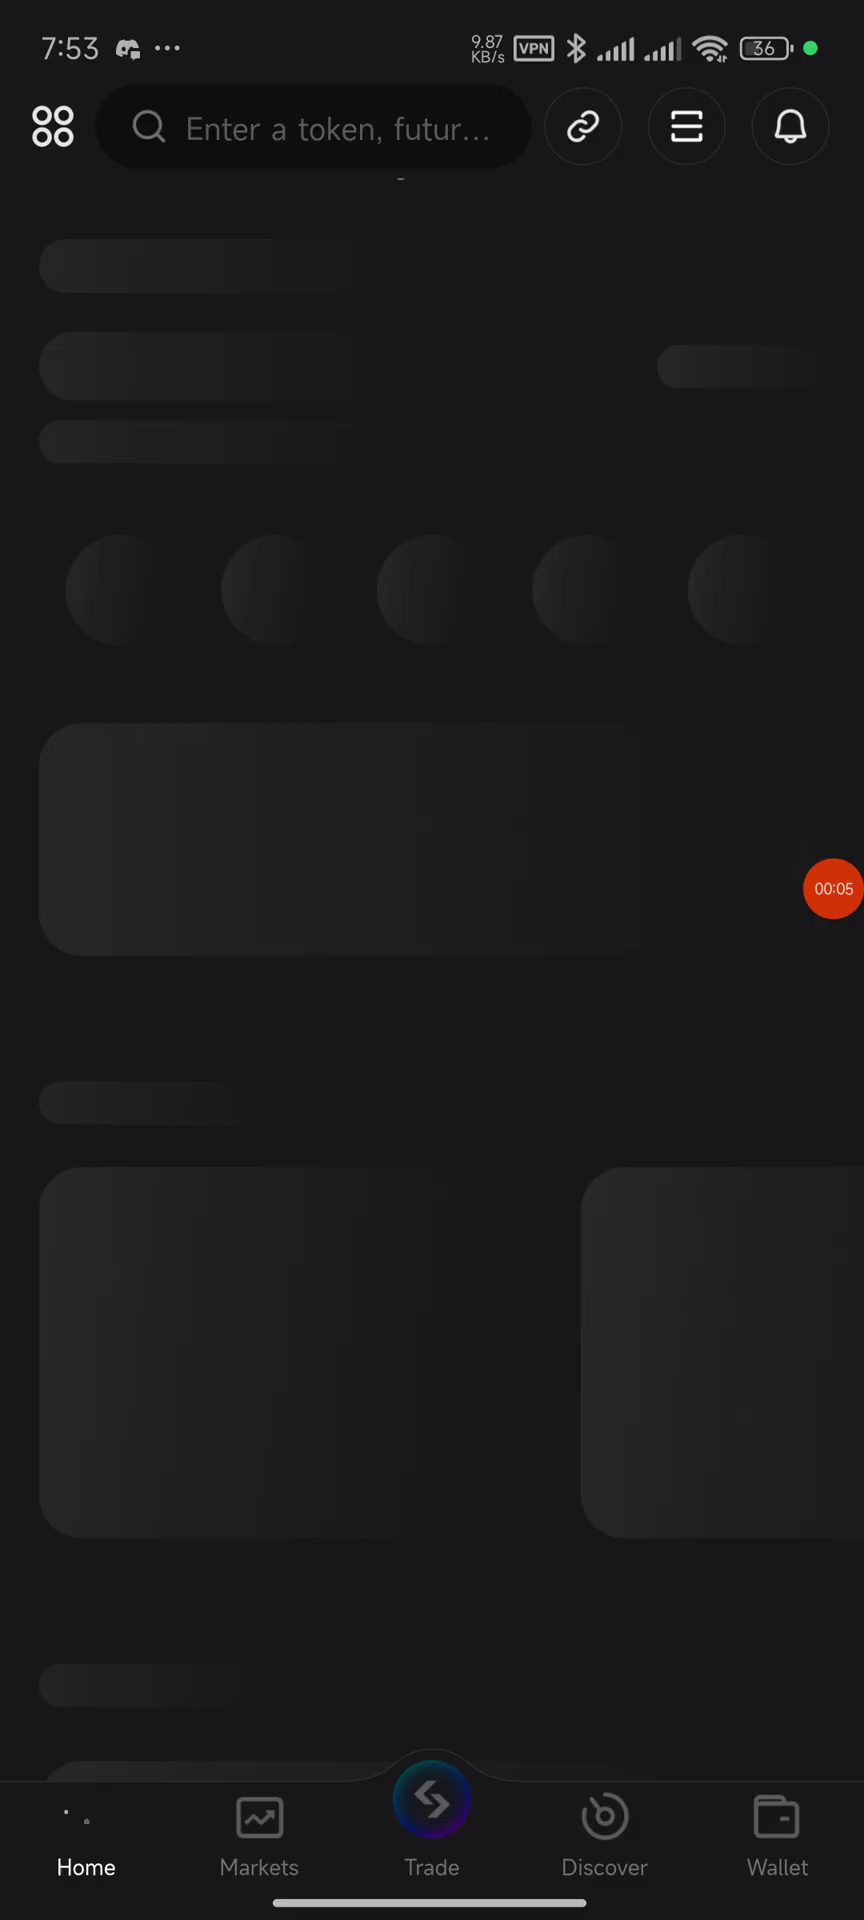 7:53 ... 9.87 KB/s VPN 36
Enter a token, futur...
00:05
Home Markets Trade Discover Wallet